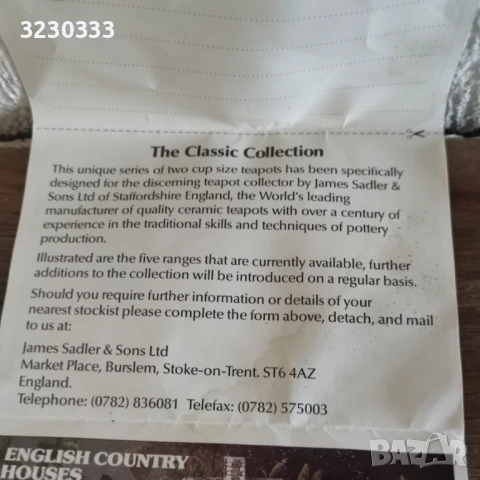 3230333
The Classic Collection
This unique series of two cup size teapots has been specifically
designed for the discerning teapot collector by James Sadler &
Sons Ltd of Staffordshire England, the World's leading
manufacturer of quality ceramic teapots with over a century of
experience in the traditional skills and techniques of pottery
production.
Illustrated are the five ranges that are currently available, further
additions to the collection will be introduced on a regular basis.
Should you require further information or details of your
nearest stockist please complete the form above, detach, and mail
to us at:
James Sadler & Sons Ltd
Market Place, Burslem, Stoke-on-Trent. ST6 4AZ
England.
Telephone: (0782) 836081 Telefax: (0782) 575003
ENGLISH COUNTRY
HOUSES
BAZAR